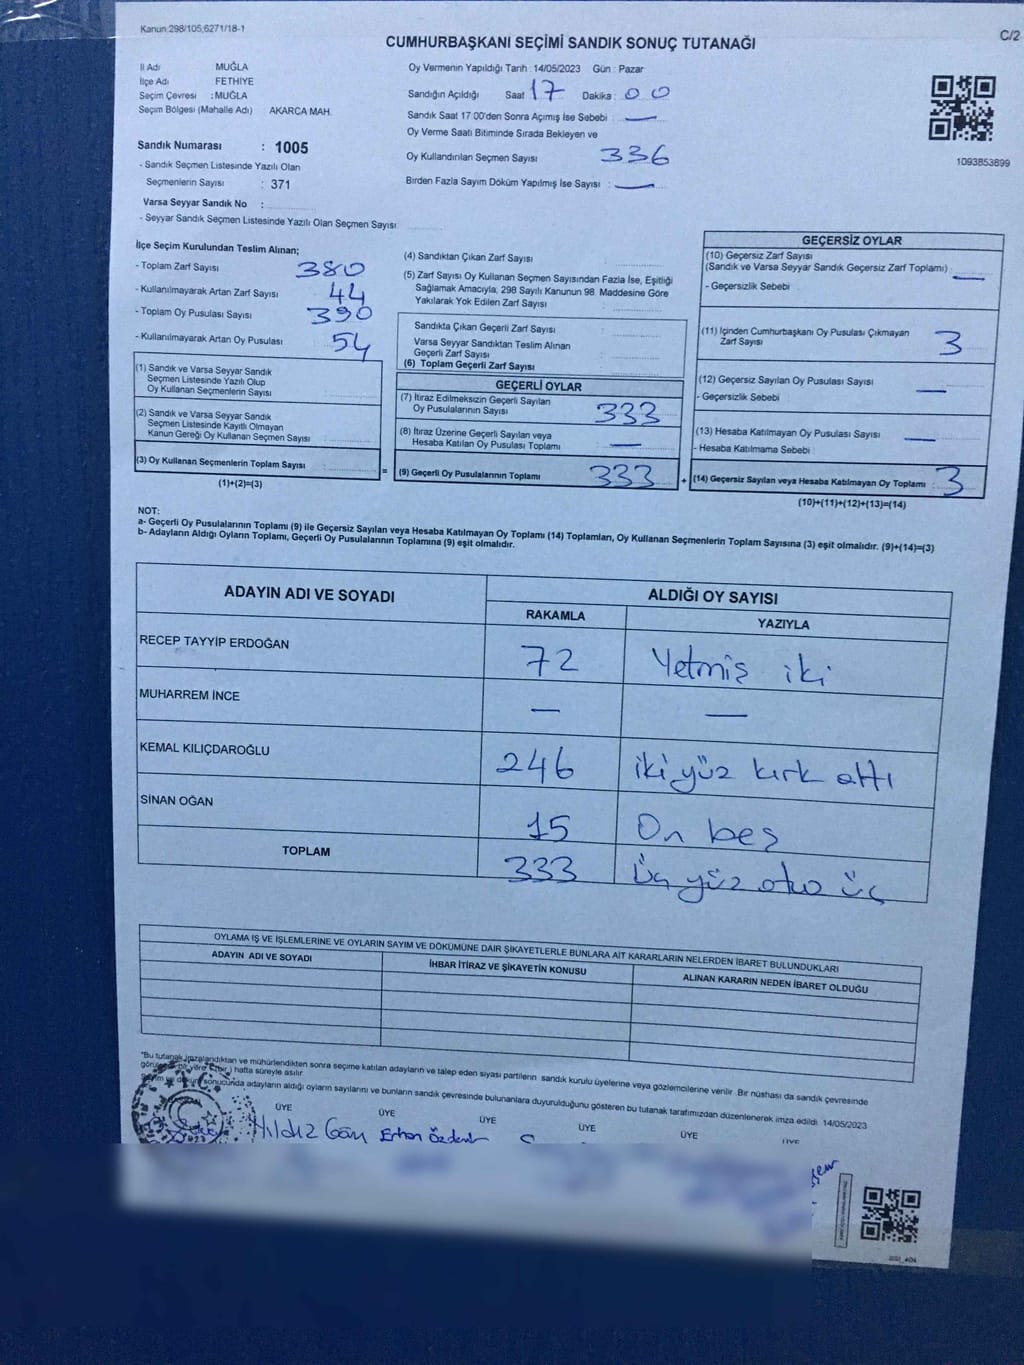 Kanun:298/105,6271/18-1
C/2
CUMHURBAŞKANI SEÇİMİ SANDIK SONUÇ TUTANAĞI
İl Adı MUĞLA
İlçe Adı FETHİYE
Seçim Çevresi : MUĞLA
Seçim Bölgesi (Mahalle Adı) AKARCA MAH.
Sandık Numarası : 1005
- Sandık Seçmen Listesinde Yazılı Olan
Seçmenlerin Sayısı : 371
Varsa Seyyar Sandık No :
- Seyyar Sandık Seçmen Listesinde Yazılı Olan Seçmen Sayısı
Oy Vermenin Yapıldığı Tarih : 14/05/2023 Gün : Pazar
Sandığın Açıldığı Saat 17 Dakika : 00
Sandık Saat 17:00'den Sonra Açımış İse Sebebi : —
Oy Verme Saati Bitiminde Sırada Bekleyen ve
Oy Kullandırılan Seçmen Sayısı 336
Birden Fazla Sayım Döküm Yapılmış İse Sayısı : —
1093853899
İlçe Seçim Kurulundan Teslim Alınan;
- Toplam Zarf Sayısı 380
- Kullanılmayarak Artan Zarf Sayısı 44
- Toplam Oy Pusulası Sayısı 390
- Kullanılmayarak Artan Oy Pusulası 54
(1) Sandık ve Varsa Seyyar Sandık
Seçmen Listesinde Yazılı Olup
Oy Kullanan Seçmenlerin Sayısı
(2) Sandık ve Varsa Seyyar Sandık
Seçmen Listesinde Kayıtlı Olmayan
Kanun Gereği Oy Kullanan Seçmen Sayısı
(3) Oy Kullanan Seçmenlerin Toplam Sayısı :
(1)+(2)=(3)
=
(4) Sandıktan Çıkan Zarf Sayısı
(5) Zarf Sayısı Oy Kullanan Seçmen Sayısından Fazla İse, Eşitliği
Sağlamak Amacıyla, 298 Sayılı Kanunun 98. Maddesine Göre
Yakılarak Yok Edilen Zarf Sayısı
Sandıkta Çıkan Geçerli Zarf Sayısı
Varsa Seyyar Sandıktan Teslim Alınan
Geçerli Zarf Sayısı
(6) Toplam Geçerli Zarf Sayısı
GEÇERLİ OYLAR
(7) İtiraz Edilmeksizin Geçerli Sayılan
Oy Pusulalarının Sayısı 333
(8) İtiraz Üzerine Geçerli Sayılan veya
Hesaba Katılan Oy Pusulası Toplamı —
(9) Geçerli Oy Pusulalarının Toplamı 333
+
GEÇERSİZ OYLAR
(10) Geçersiz Zarf Sayısı
(Sandık ve Varsa Seyyar Sandık Geçersiz Zarf Toplamı) —
- Geçersizlik Sebebi
(11) İçinden Cumhurbaşkanı Oy Pusulası Çıkmayan
Zarf Sayısı 3
(12) Geçersiz Sayılan Oy Pusulası Sayısı —
- Geçersizlik Sebebi
(13) Hesaba Katılmayan Oy Pusulası Sayısı —
- Hesaba Katılmama Sebebi
(14) Geçersiz Sayılan veya Hesaba Katılmayan Oy Toplamı : 3
(10)+(11)+(12)+(13)=(14)
NOT:
a- Geçerli Oy Pusulalarının Toplamı (9) ile Geçersiz Sayılan veya Hesaba Katılmayan Oy Toplamı (14) Toplamları, Oy Kullanan Seçmenlerin Toplam Sayısına (3) eşit olmalıdır. (9)+(14)=(3)
b- Adayların Aldığı Oyların Toplamı, Geçerli Oy Pusulalarının Toplamına (9) eşit olmalıdır.
ADAYIN ADI VE SOYADI ALDIĞI OY SAYISI
RAKAMLA YAZIYLA
RECEP TAYYİP ERDOĞAN 72 Yetmiş iki
MUHARREM İNCE — —
KEMAL KILIÇDAROĞLU 246 iki yüz kırk altı
SİNAN OĞAN 15 On beş
TOPLAM 333 Üç yüz otuz üç
OYLAMA İŞ VE İŞLEMLERİNE VE OYLARIN SAYIM VE DÖKÜMÜNE DAİR ŞİKAYETLERLE BUNLARA AİT KARARLARIN NELERDEN İBARET BULUNDUKLARI
ADAYIN ADI VE SOYADI İHBAR İTİRAZ VE ŞİKAYETİN KONUSU ALINAN KARARIN NEDEN İBARET OLDUĞU
*Bu tutanak imzalandıktan ve mühürlendikten sonra seçime katılan adayların ve talep eden siyasi partilerin sandık kurulu üyelerine veya gözlemcilerine verilir. Bir nüshası da sandık çevresinde
hafta süreyle asılır.
sonucunda adayların aldığı oyların sayılarını ve bunların sandık çevresinde bulunanlara duyurulduğunu gösteren bu tutanak tarafımızdan düzenlenerek imza edildi. 14/05/2023
ÜYE ÜYE ÜYE ÜYE ÜYE ÜYE
Yıldız Erhan